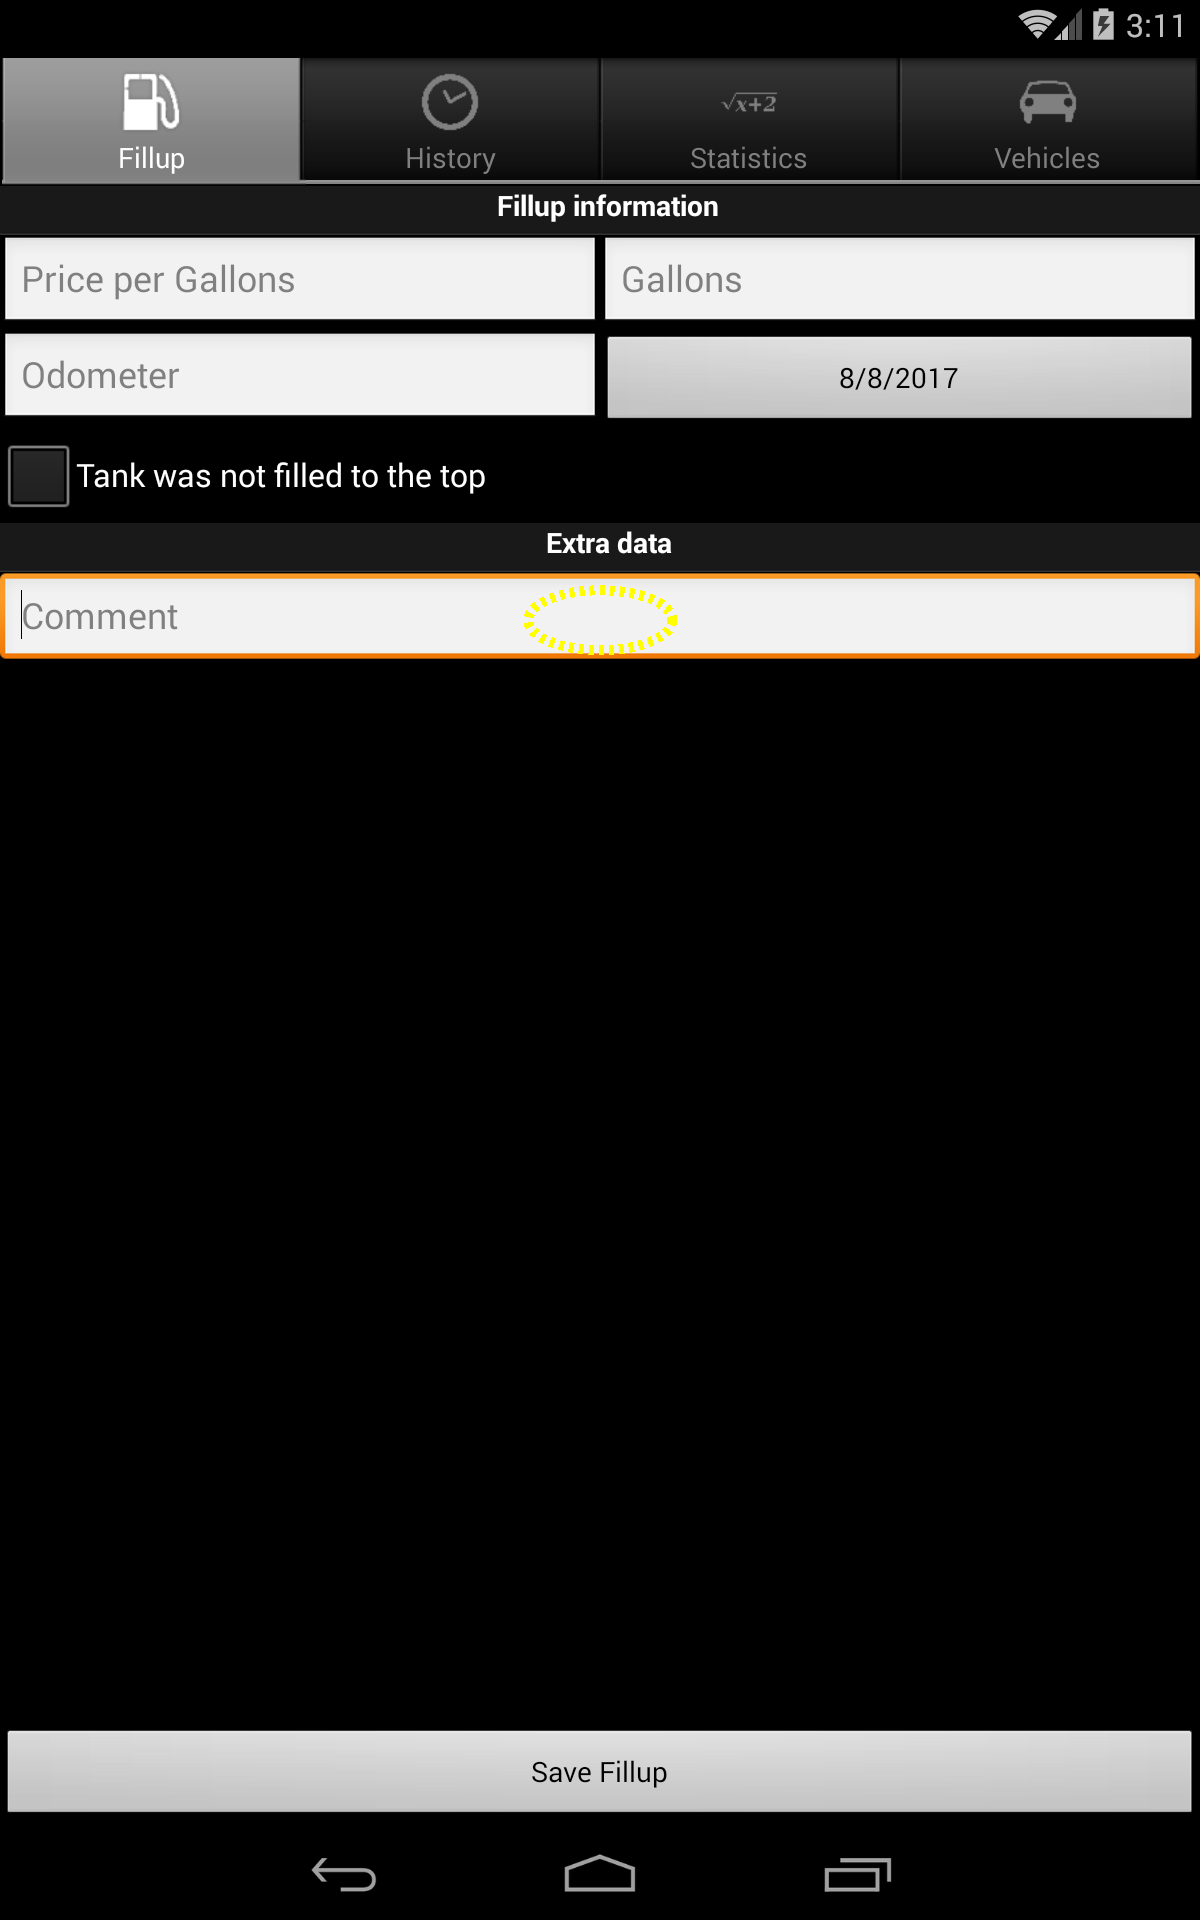 3:11
Fillup
History
√x+2
Statistics
Vehicles
Fillup information
Price per Gallons
Gallons
Odometer
8/8/2017
Tank was not filled to the top
Extra data
Comment
Save Fillup